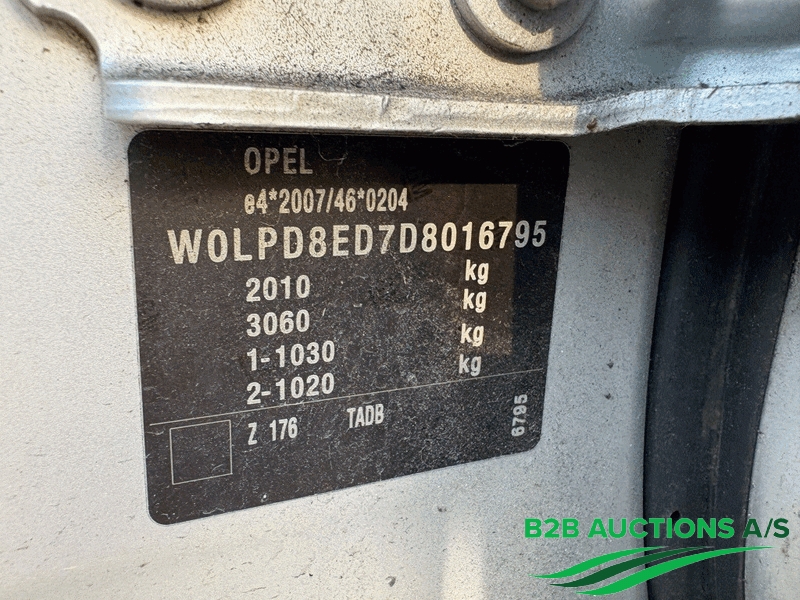 OPEL
e4*2007/46*0204
W0LPD8ED7D8016795
2010 kg
3060 kg
1-1030 kg
2-1020 kg
Z 176 TADB
6795
B2B AUCTIONS A/S